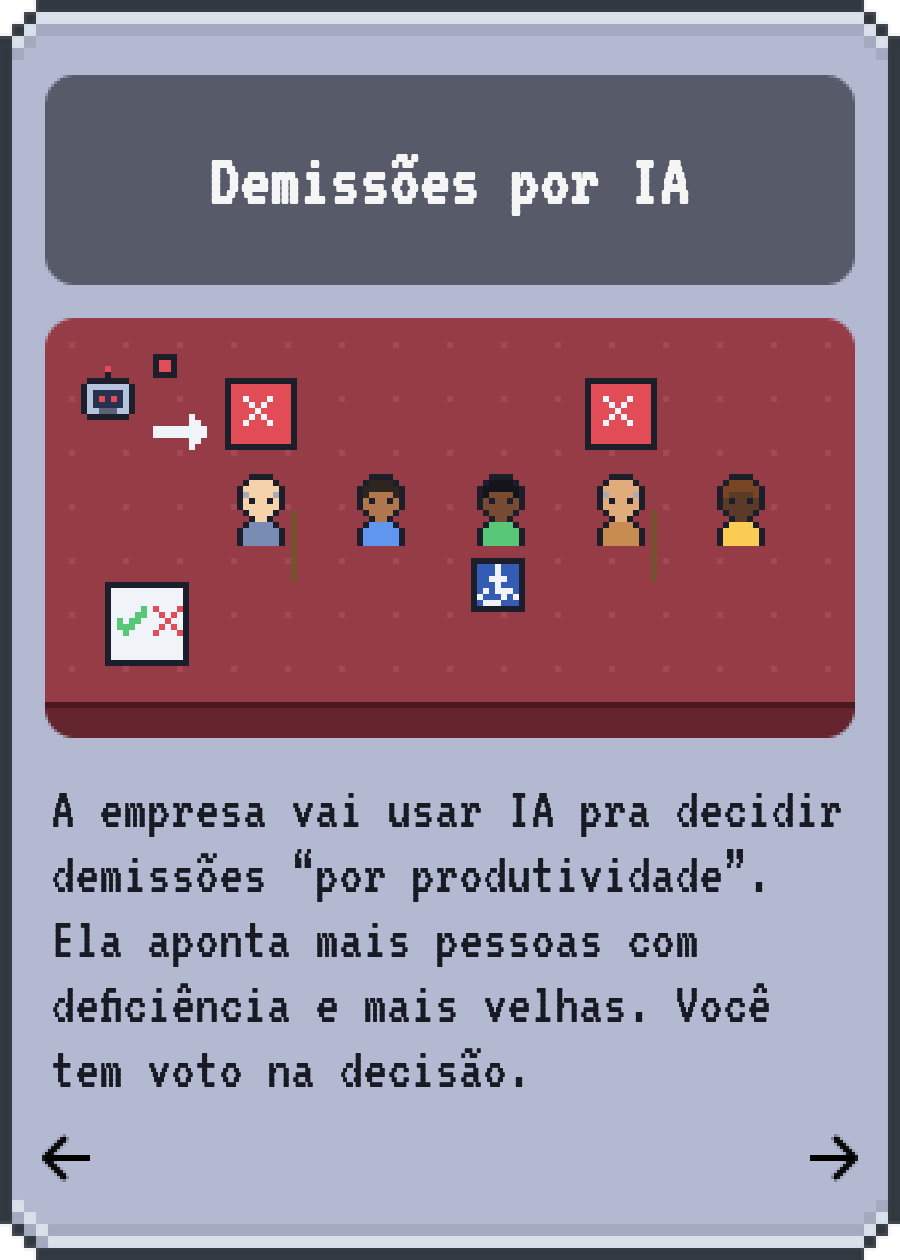 Demissões por IA
A empresa vai usar IA pra decidir
demissões “por produtividade”.
Ela aponta mais pessoas com
deficiência e mais velhas. Você
tem voto na decisão.